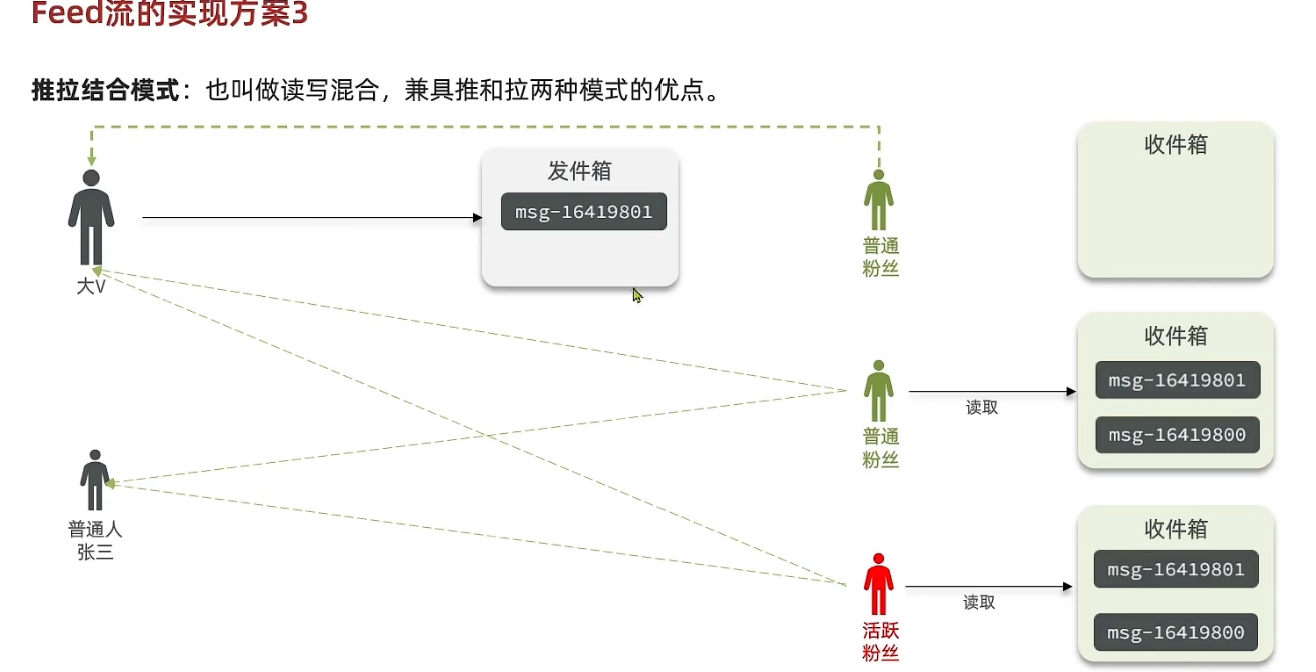 Feed流的实现方案3
推拉结合模式：也叫做读写混合，兼具推和拉两种模式的优点。
发件箱
msg-16419801
大V
普通
粉丝
收件箱
普通
粉丝
读取
收件箱
msg-16419801
msg-16419800
普通人
张三
活跃
粉丝
读取
收件箱
msg-16419801
msg-16419800